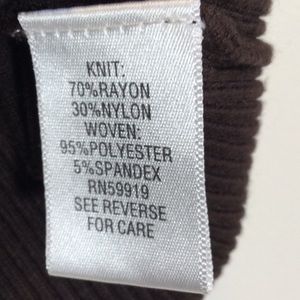 KNIT:
70%RAYON
30%NYLON
WOVEN:
95%POLYESTER
5%SPANDEX
RN59919
SEE REVERSE
FOR CARE